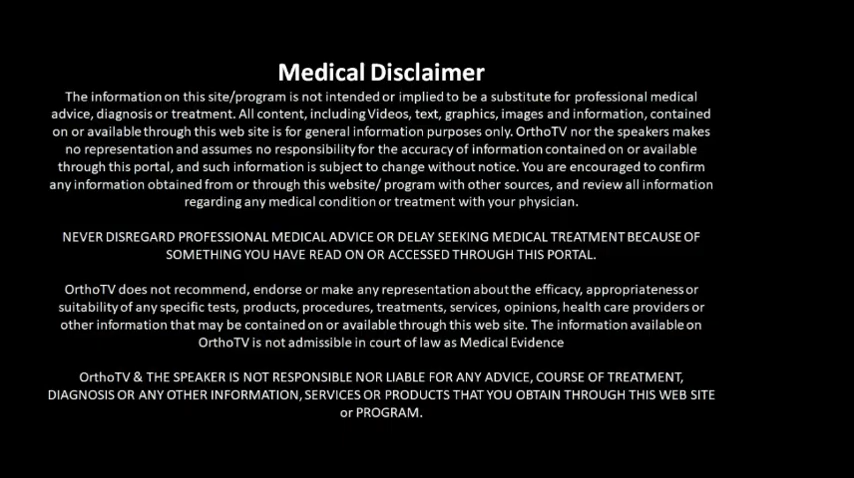 Medical Disclaimer
The information on this site/program is not intended or implied to be a substitute for professional medical
advice, diagnosis or treatment. All content, including Videos, text, graphics, images and information, contained
on or available through this web site is for general information purposes only. OrthoTV nor the speakers makes
no representation and assumes no responsibility for the accuracy of information contained on or available
through this portal, and such information is subject to change without notice. You are encouraged to confirm
any information obtained from or through this website/ program with other sources, and review all information
regarding any medical condition or treatment with your physician.
NEVER DISREGARD PROFESSIONAL MEDICAL ADVICE OR DELAY SEEKING MEDICAL TREATMENT BECAUSE OF
SOMETHING YOU HAVE READ ON OR ACCESSED THROUGH THIS PORTAL.
OrthoTV does not recommend, endorse or make any representation about the efficacy, appropriateness or
suitability of any specific tests, products, procedures, treatments, services, opinions, health care providers or
other information that may be contained on or available through this web site. The information available on
OrthoTV is not admissible in court of law as Medical Evidence
OrthoTV & THE SPEAKER IS NOT RESPONSIBLE NOR LIABLE FOR ANY ADVICE, COURSE OF TREATMENT,
DIAGNOSIS OR ANY OTHER INFORMATION, SERVICES OR PRODUCTS THAT YOU OBTAIN THROUGH THIS WEB SITE
or PROGRAM.